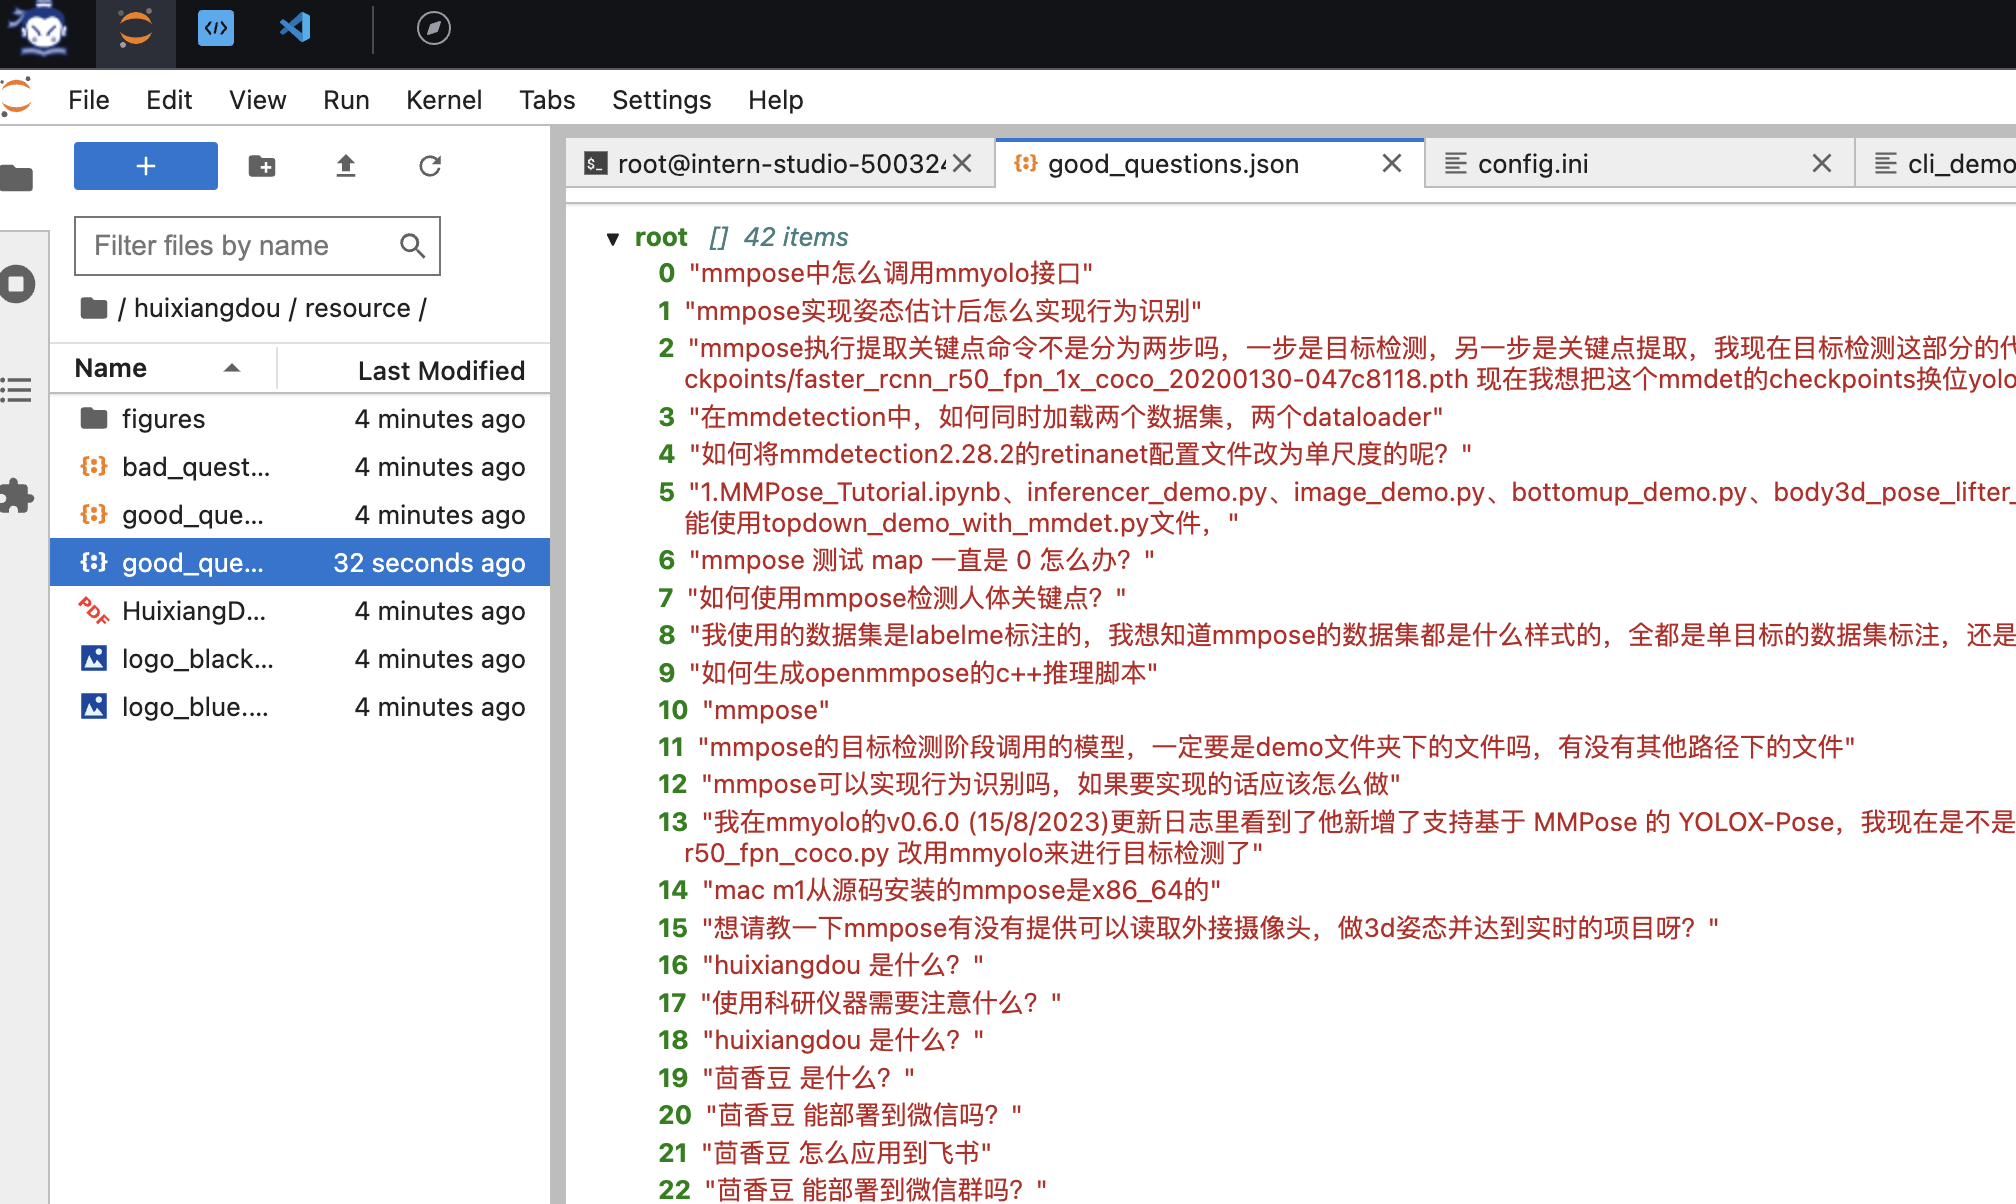 File Edit View Run Kernel Tabs Settings Help
root@intern-studio-50032
good_questions.json
config.ini
cli_demo
Filter files by name
/ huixiangdou / resource /
Name Last Modified
figures 4 minutes ago
bad_quest... 4 minutes ago
good_que... 4 minutes ago
good_que... 32 seconds ago
HuixiangD... 4 minutes ago
logo_black... 4 minutes ago
logo_blue.... 4 minutes ago
root [] 42 items
0 "mmpose中怎么调用mmyolo接口"
1 "mmpose实现姿态估计后怎么实现行为识别"
2 "mmpose执行提取关键点命令不是分为两步吗，一步是目标检测，另一步是关键点提取，我现在目标检测这部分的代
ckpoints/faster_rcnn_r50_fpn_1x_coco_20200130-047c8118.pth 现在我想把这个mmdet的checkpoints换位yolo
3 "在mmdetection中，如何同时加载两个数据集，两个dataloader"
4 "如何将mmdetection2.28.2的retinanet配置文件改为单尺度的呢？"
5 "1.MMPose_Tutorial.ipynb、inferencer_demo.py、image_demo.py、bottomup_demo.py、body3d_pose_lifter_
能使用topdown_demo_with_mmdet.py文件，"
6 "mmpose 测试 map 一直是 0 怎么办？"
7 "如何使用mmpose检测人体关键点？"
8 "我使用的数据集是labelme标注的，我想知道mmpose的数据集都是什么样式的，全都是单目标的数据集标注，还是
9 "如何生成openmmpose的c++推理脚本"
10 "mmpose"
11 "mmpose的目标检测阶段调用的模型，一定要是demo文件夹下的文件吗，有没有其他路径下的文件"
12 "mmpose可以实现行为识别吗，如果要实现的话应该怎么做"
13 "我在mmyolo的v0.6.0 (15/8/2023)更新日志里看到了他新增了支持基于 MMPose 的 YOLOX-Pose，我现在是不是
r50_fpn_coco.py 改用mmyolo来进行目标检测了"
14 "mac m1从源码安装的mmpose是x86_64的"
15 "想请教一下mmpose有没有提供可以读取外接摄像头，做3d姿态并达到实时的项目呀？"
16 "huixiangdou 是什么？"
17 "使用科研仪器需要注意什么？"
18 "huixiangdou 是什么？"
19 "茴香豆 是什么？"
20 "茴香豆 能部署到微信吗？"
21 "茴香豆 怎么应用到飞书"
22 "茴香豆 能部署到微信群吗？"